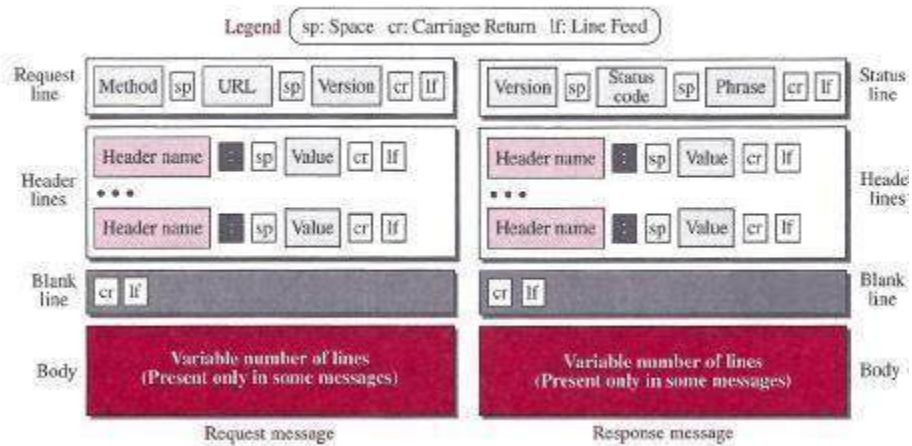 Legend sp: Space cr: Carriage Return lf: Line Feed
Request line
Method sp URL sp Version cr lf
Version sp Status code sp Phrase cr lf
Status line
Header lines
Header name : sp Value cr lf
• • •
Header name : sp Value cr lf
Header name : sp Value cr lf
• • •
Header name : sp Value cr lf
Header lines
Blank line
cr lf
cr lf
Blank line
Body
Variable number of lines
(Present only in some messages)
Variable number of lines
(Present only in some messages)
Body
Request message
Response message